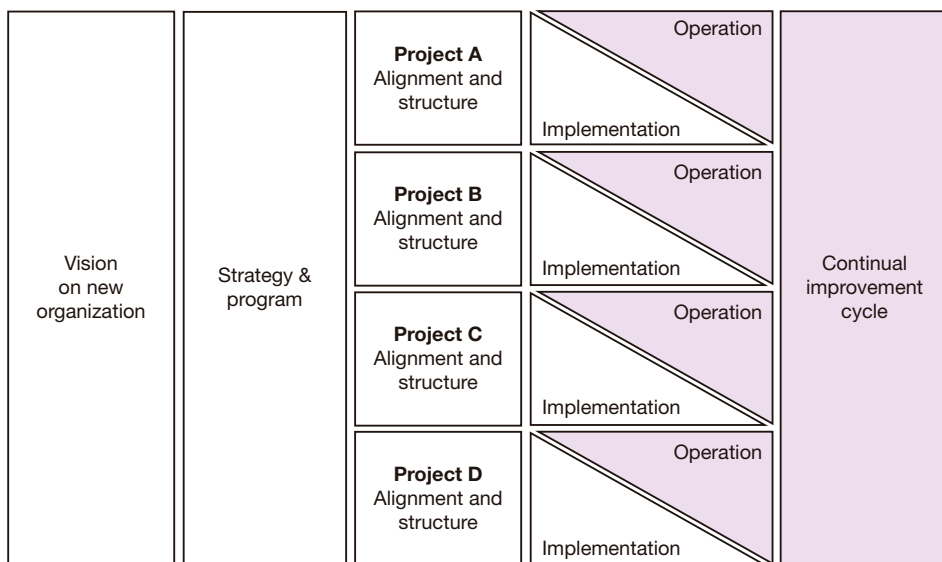 Vision
on new
organization
Strategy &
program
Project A
Alignment and
structure
Operation
Implementation
Project B
Alignment and
structure
Operation
Implementation
Project C
Alignment and
structure
Operation
Implementation
Project D
Alignment and
structure
Operation
Implementation
Continual
improvement
cycle